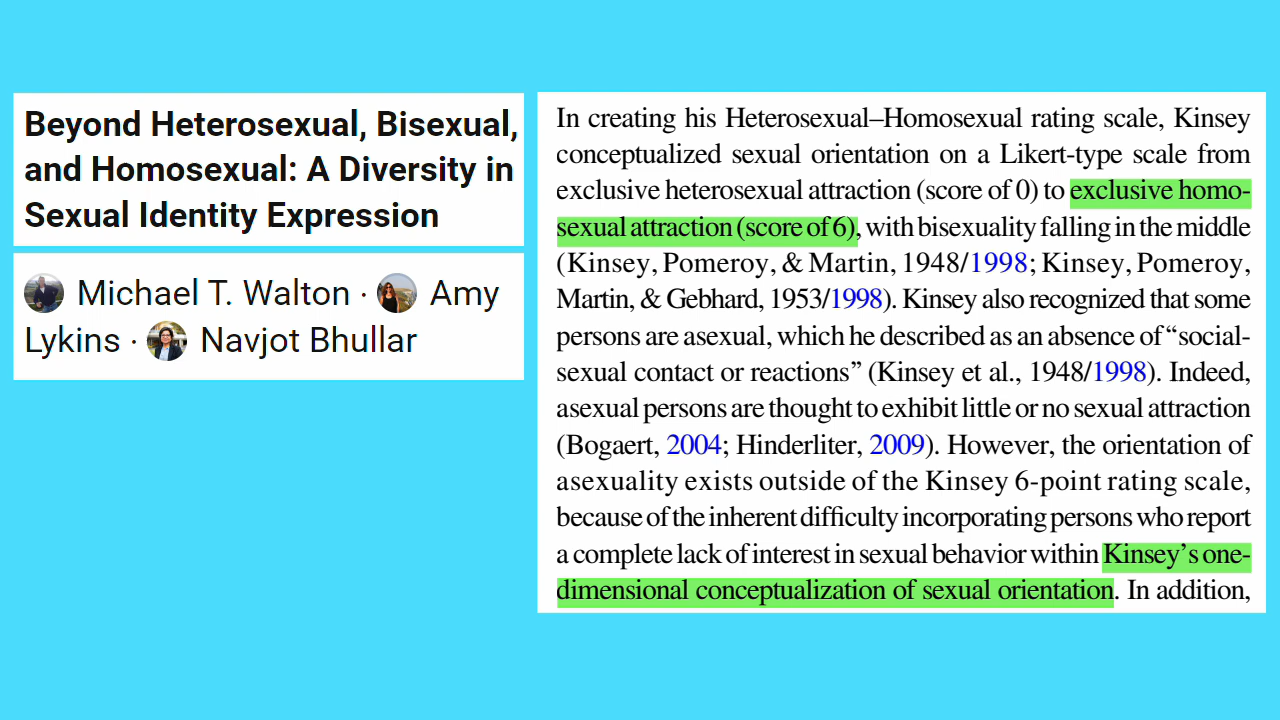 Beyond Heterosexual, Bisexual,
and Homosexual: A Diversity in
Sexual Identity Expression
Michael T. Walton · Amy
Lykins · Navjot Bhullar
In creating his Heterosexual–Homosexual rating scale, Kinsey
conceptualized sexual orientation on a Likert-type scale from
exclusive heterosexual attraction (score of 0) to exclusive homo-
sexual attraction (score of 6), with bisexuality falling in the middle
(Kinsey, Pomeroy, & Martin, 1948/1998; Kinsey, Pomeroy,
Martin, & Gebhard, 1953/1998). Kinsey also recognized that some
persons are asexual, which he described as an absence of “social-
sexual contact or reactions” (Kinsey et al., 1948/1998). Indeed,
asexual persons are thought to exhibit little or no sexual attraction
(Bogaert, 2004; Hinderliter, 2009). However, the orientation of
asexuality exists outside of the Kinsey 6-point rating scale,
because of the inherent difficulty incorporating persons who report
a complete lack of interest in sexual behavior within Kinsey’s one-
dimensional conceptualization of sexual orientation. In addition,